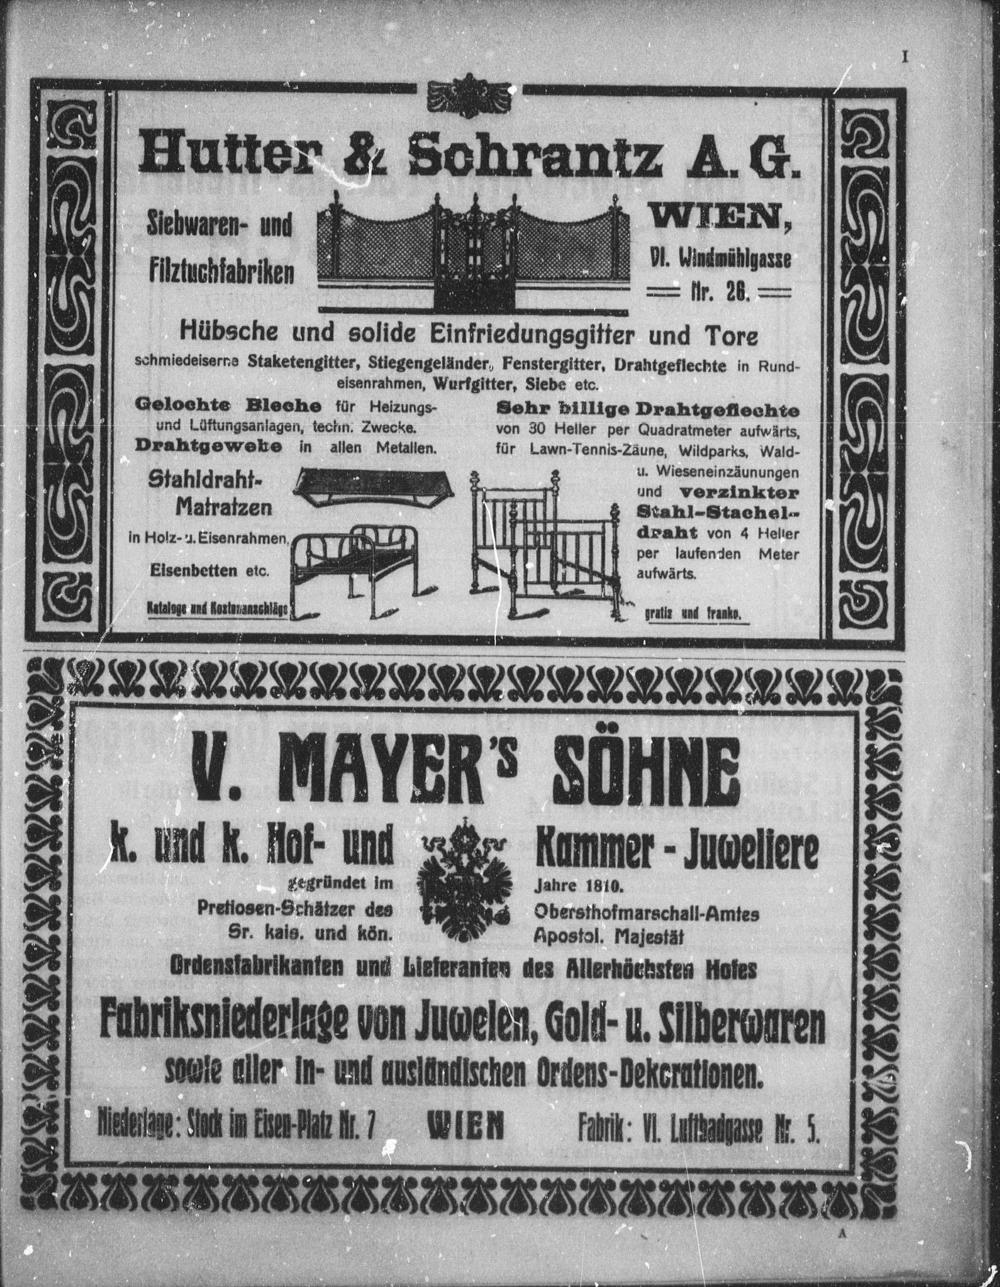 I
Hutter & Schrantz A. G.
Siebwaren- und
Filztuchfabriken
WIEN,
VI. Windmühlgasse
Nr. 26.
Hübsche und solide Einfriedungsgitter und Tore
schmiedeiserne Staketengitter, Stiegengeländer, Fenstergitter, Drahtgeflechte in Rund-
eisenrahmen, Wurfgitter, Siebe etc.
Gelochte Bleche für Heizungs-
und Lüftungsanlagen, techn. Zwecke.
Drahtgewebe in allen Metallen.
Stahldraht-
Matratzen
in Holz- u. Eisenrahmen,
Eisenbetten etc.
Kataloge und Kostenanschläge
Sehr billige Drahtgeflechte
von 30 Heller per Quadratmeter aufwärts,
für Lawn-Tennis-Zäune, Wildparks, Wald-
u. Wieseneinzäunungen
und verzinkter
Stahl-Stachel-
draht von 4 Heller
per laufenden Meter
aufwärts.
gratis und franko.
V. MAYER'S SÖHNE
k. und k. Hof- und Kammer-Juweliere
gegründet im Jahre 1810.
Pretiosen-Schätzer des Obersthofmarschall-Amtes
Sr. kais. und kön. Apostol. Majestät
Ordensfabrikanten und Lieferanten des Allerhöchsten Hofes
Fabriksniederlage von Juwelen, Gold- u. Silberwaren
sowie aller in- und ausländischen Ordens-Dekorationen.
Niederlage: Stock im Eisen-Platz Nr. 7 WIEN Fabrik: VI. Luftbadgasse Nr. 5.
A